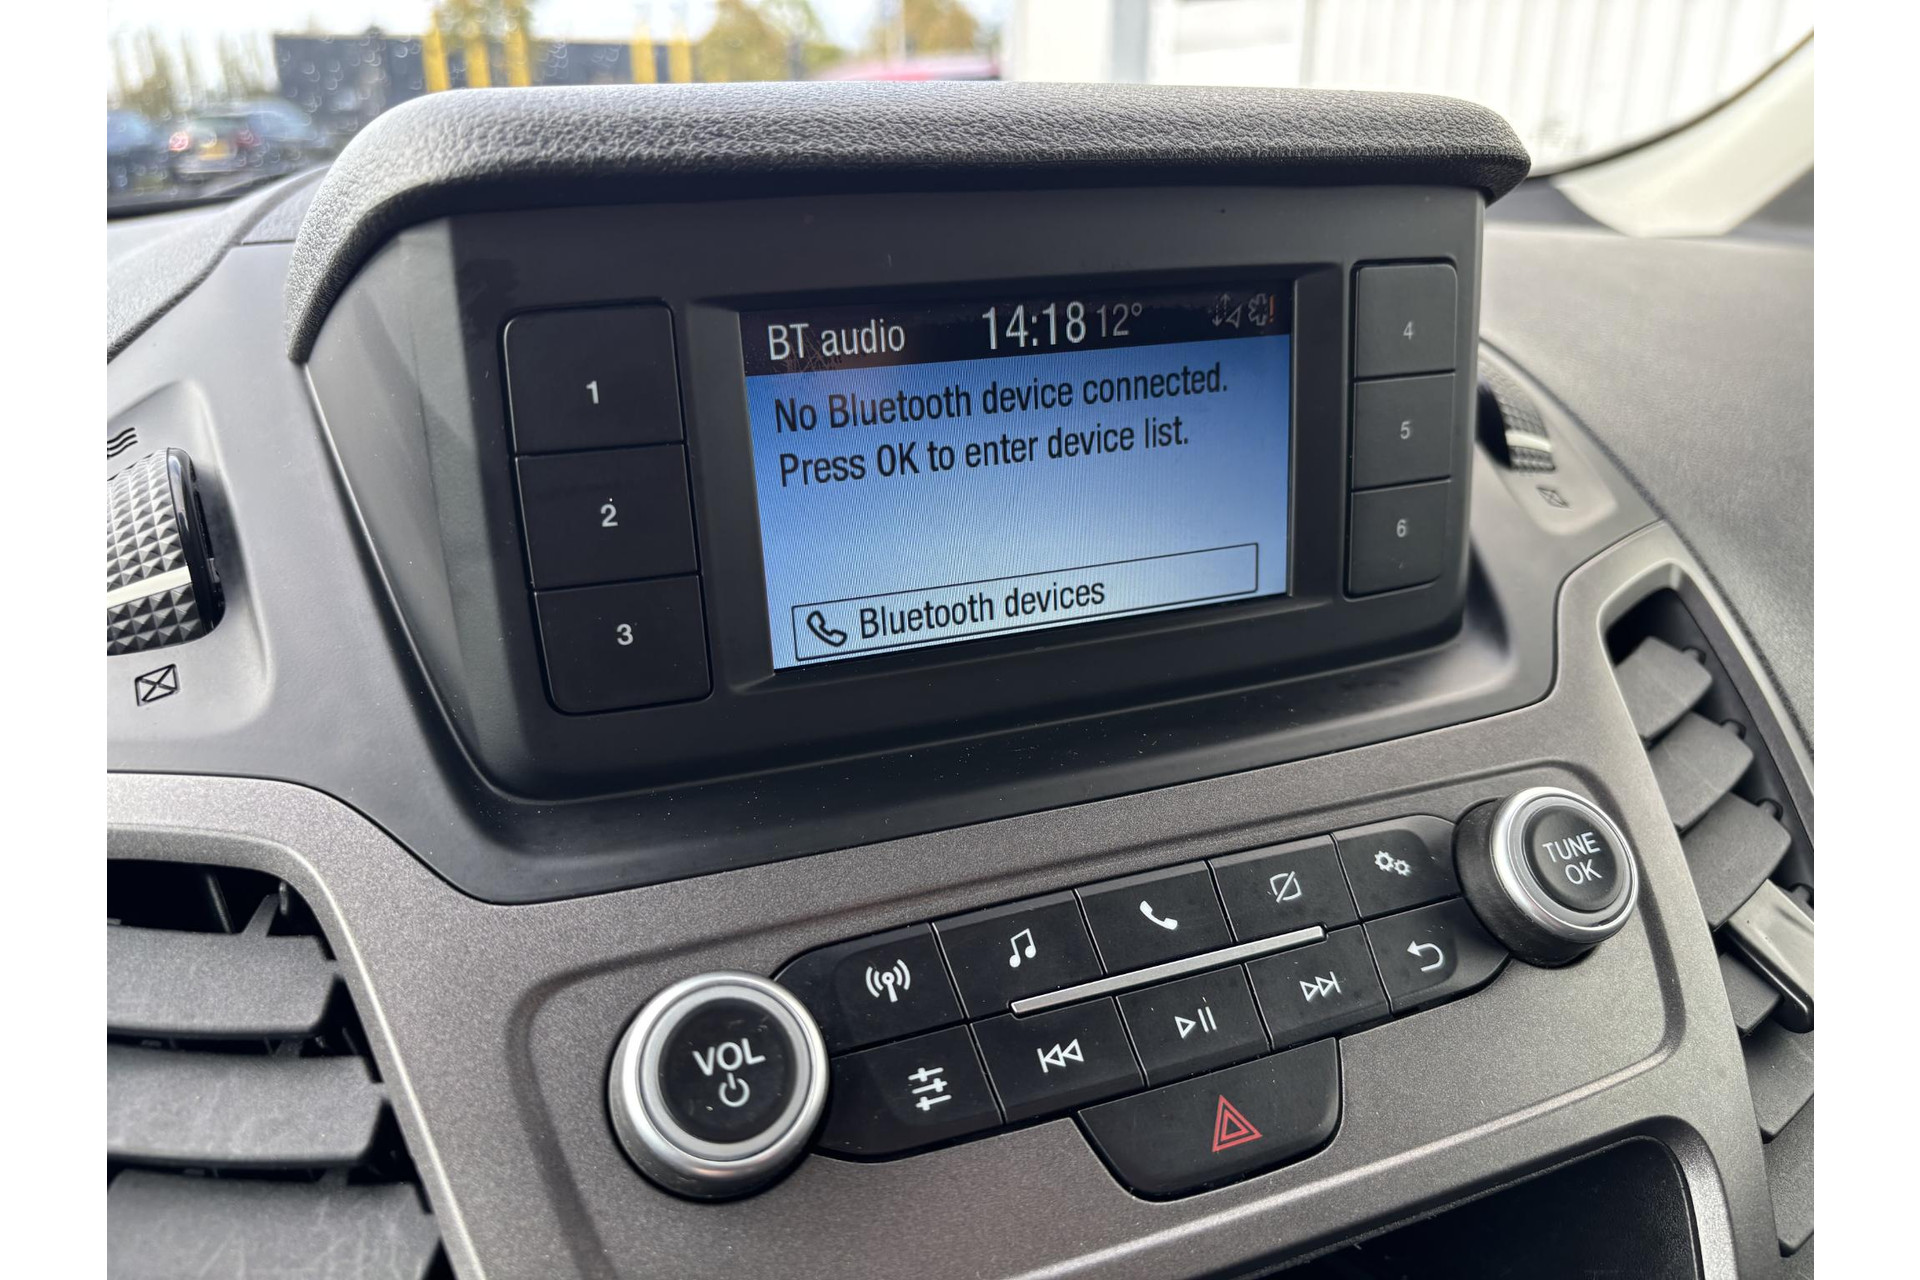 BT audio 14:18 12°
No Bluetooth device connected.
Press OK to enter device list.
Bluetooth devices
1
2
3
4
5
6
VOL
TUNE
OK